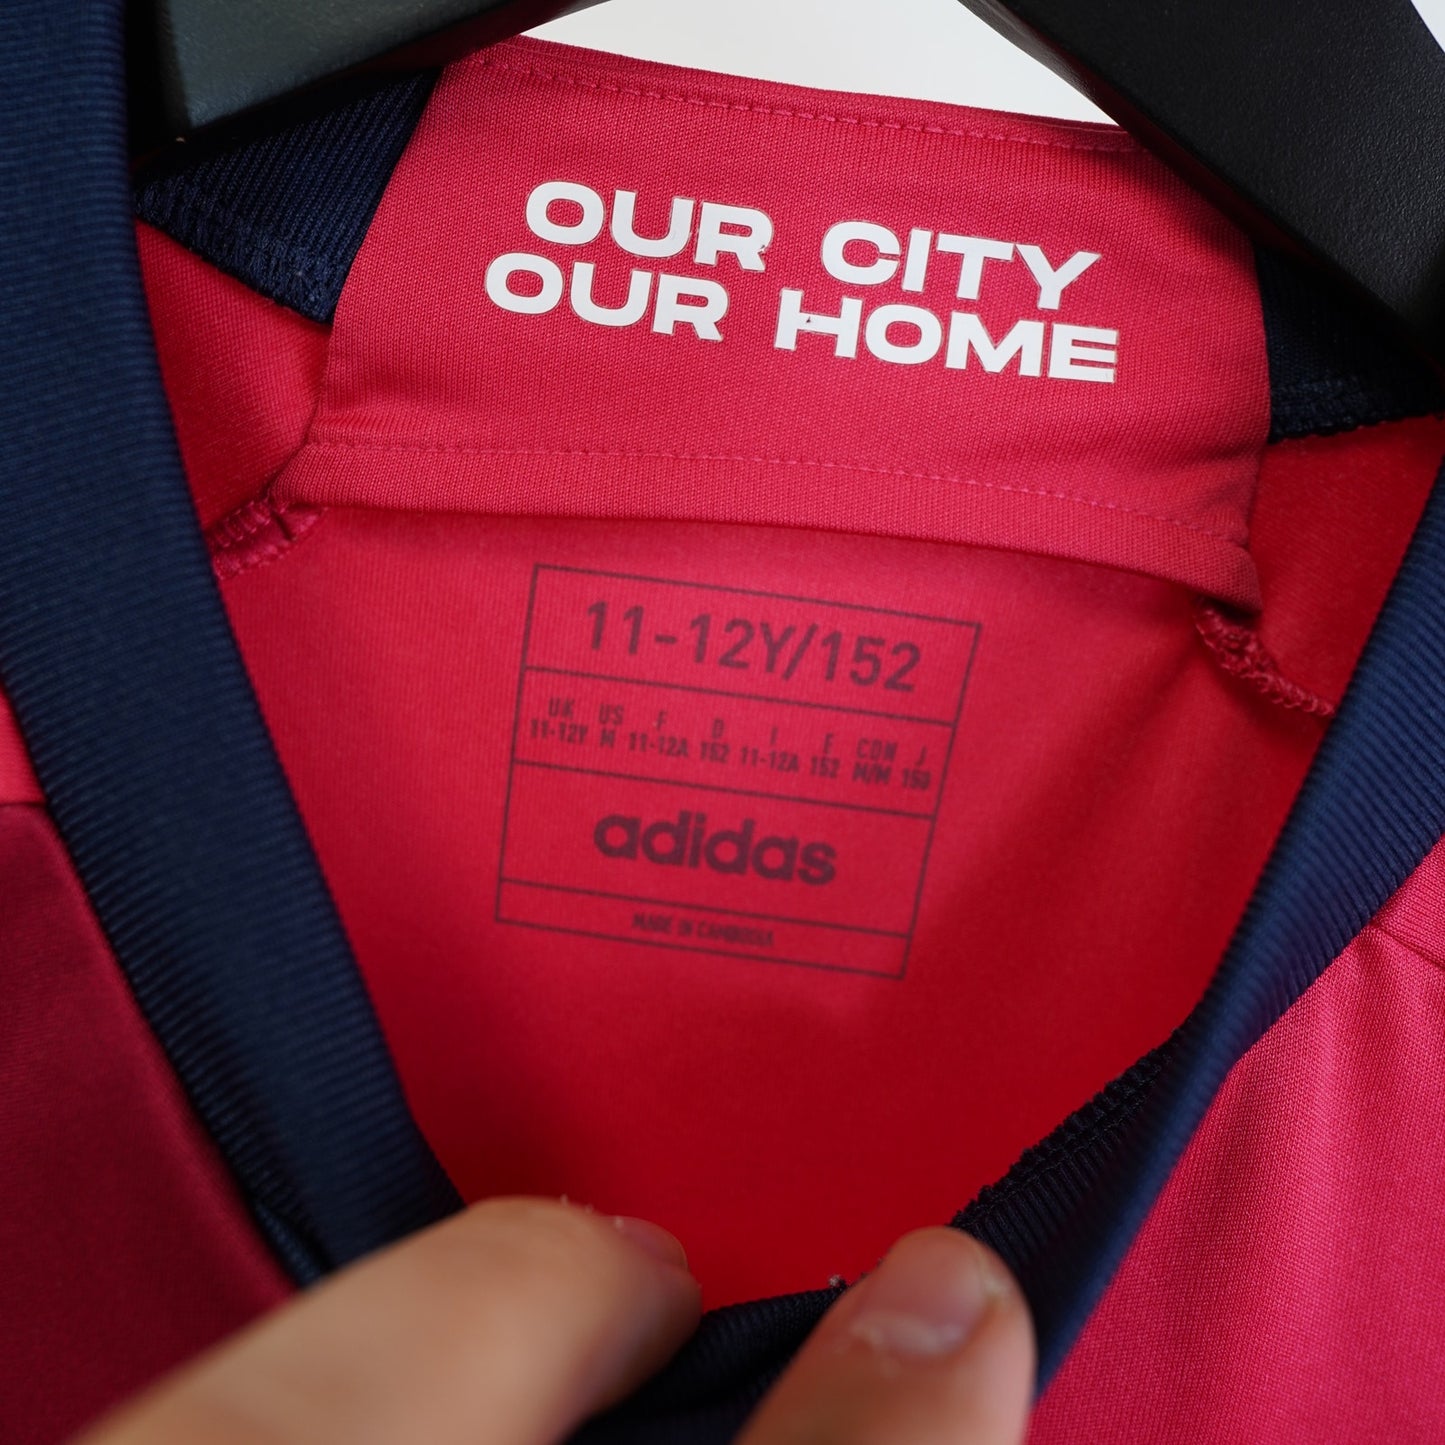 OUR CITY
OUR HOME
11-12Y/152
UK US F D I E CDN J
11-12Y M 11-12A 152 11-12A 152 M/M 150
adidas
MADE IN CAMBODIA